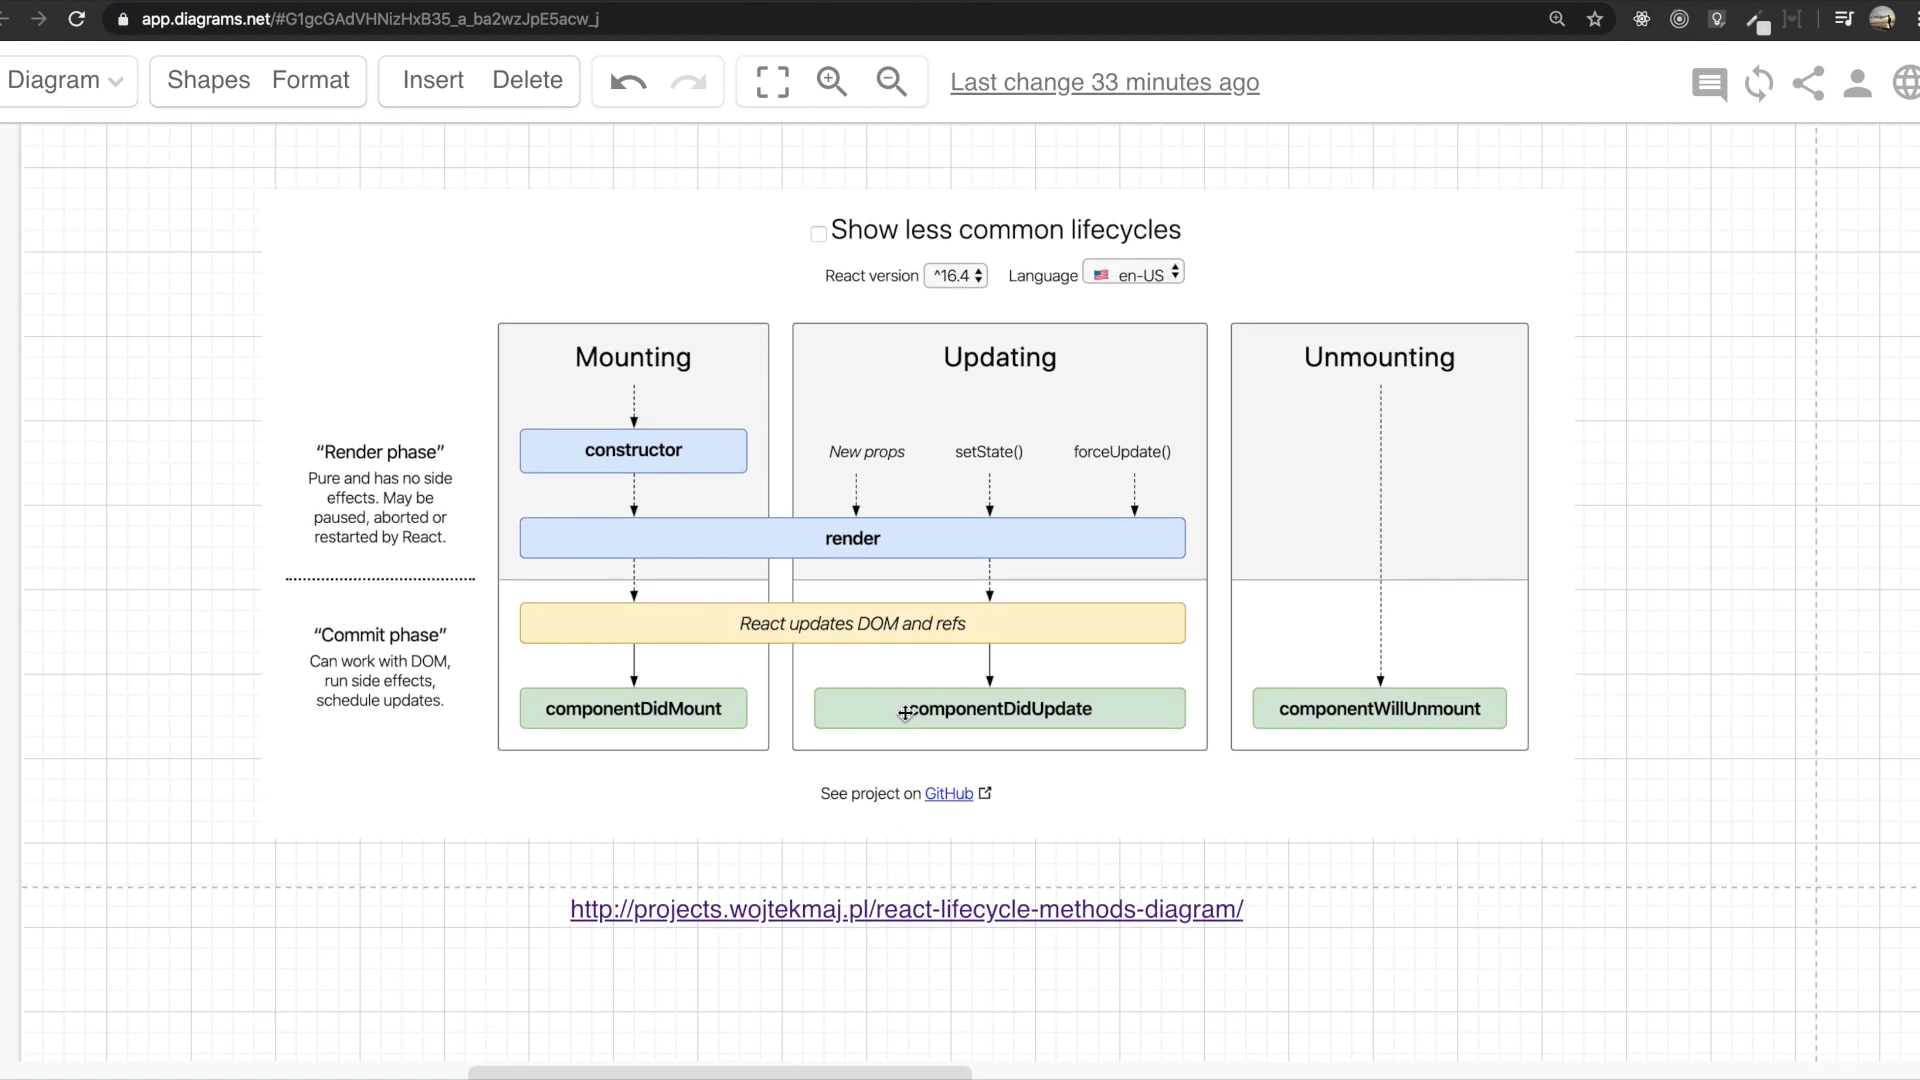 app.diagrams.net/#G1gcGAdVHNizHxB35_a_ba2wzJpE5acw_j
Diagram Shapes Format Insert Delete Last change 33 minutes ago
Show less common lifecycles
React version ^16.4 Language en-US
Mounting Updating Unmounting
"Render phase"
Pure and has no side
effects. May be
paused, aborted or
restarted by React.
constructor
New props setState() forceUpdate()
render
"Commit phase"
Can work with DOM,
run side effects,
schedule updates.
React updates DOM and refs
componentDidMount componentDidUpdate componentWillUnmount
See project on GitHub
http://projects.wojtekmaj.pl/react-lifecycle-methods-diagram/